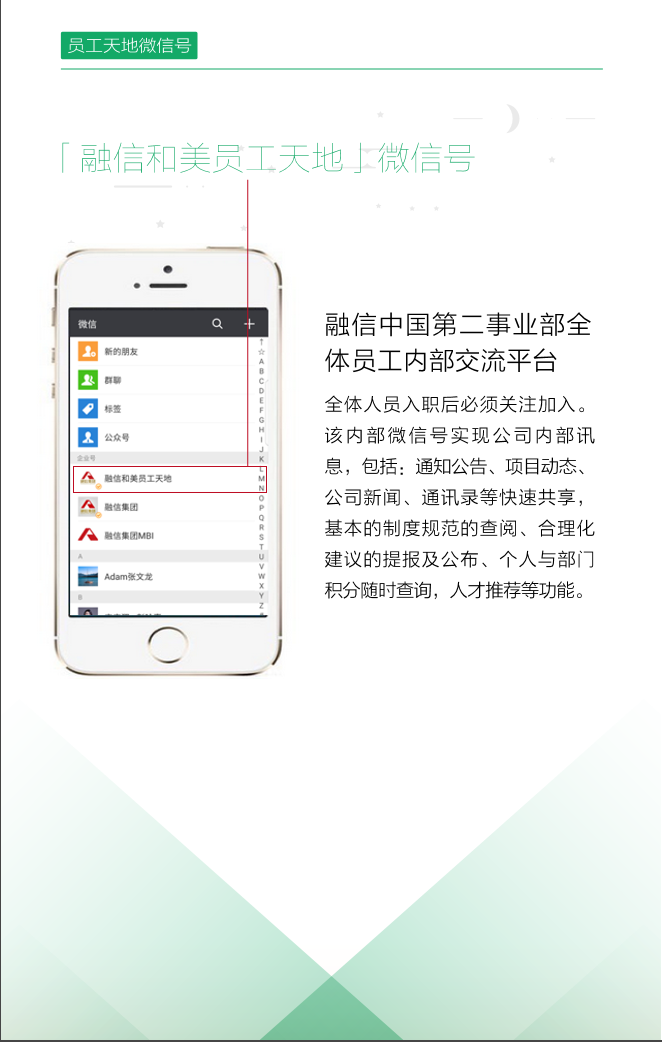 员工天地微信号
「融信和美员工天地」微信号
微信
新的朋友
群聊
标签
公众号
企业号
融信和美员工天地
融信集团
融信集团MBI
A
Adam张文龙
B
↑
☆
A
B
C
D
E
F
G
H
I
J
K
L
M
N
O
P
Q
R
S
T
U
V
W
X
Y
Z
#
融信中国第二事业部全
体员工内部交流平台
全体人员入职后必须关注加入。
该内部微信号实现公司内部讯
息，包括：通知公告、项目动态、
公司新闻、通讯录等快速共享，
基本的制度规范的查阅、合理化
建议的提报及公布、个人与部门
积分随时查询，人才推荐等功能。